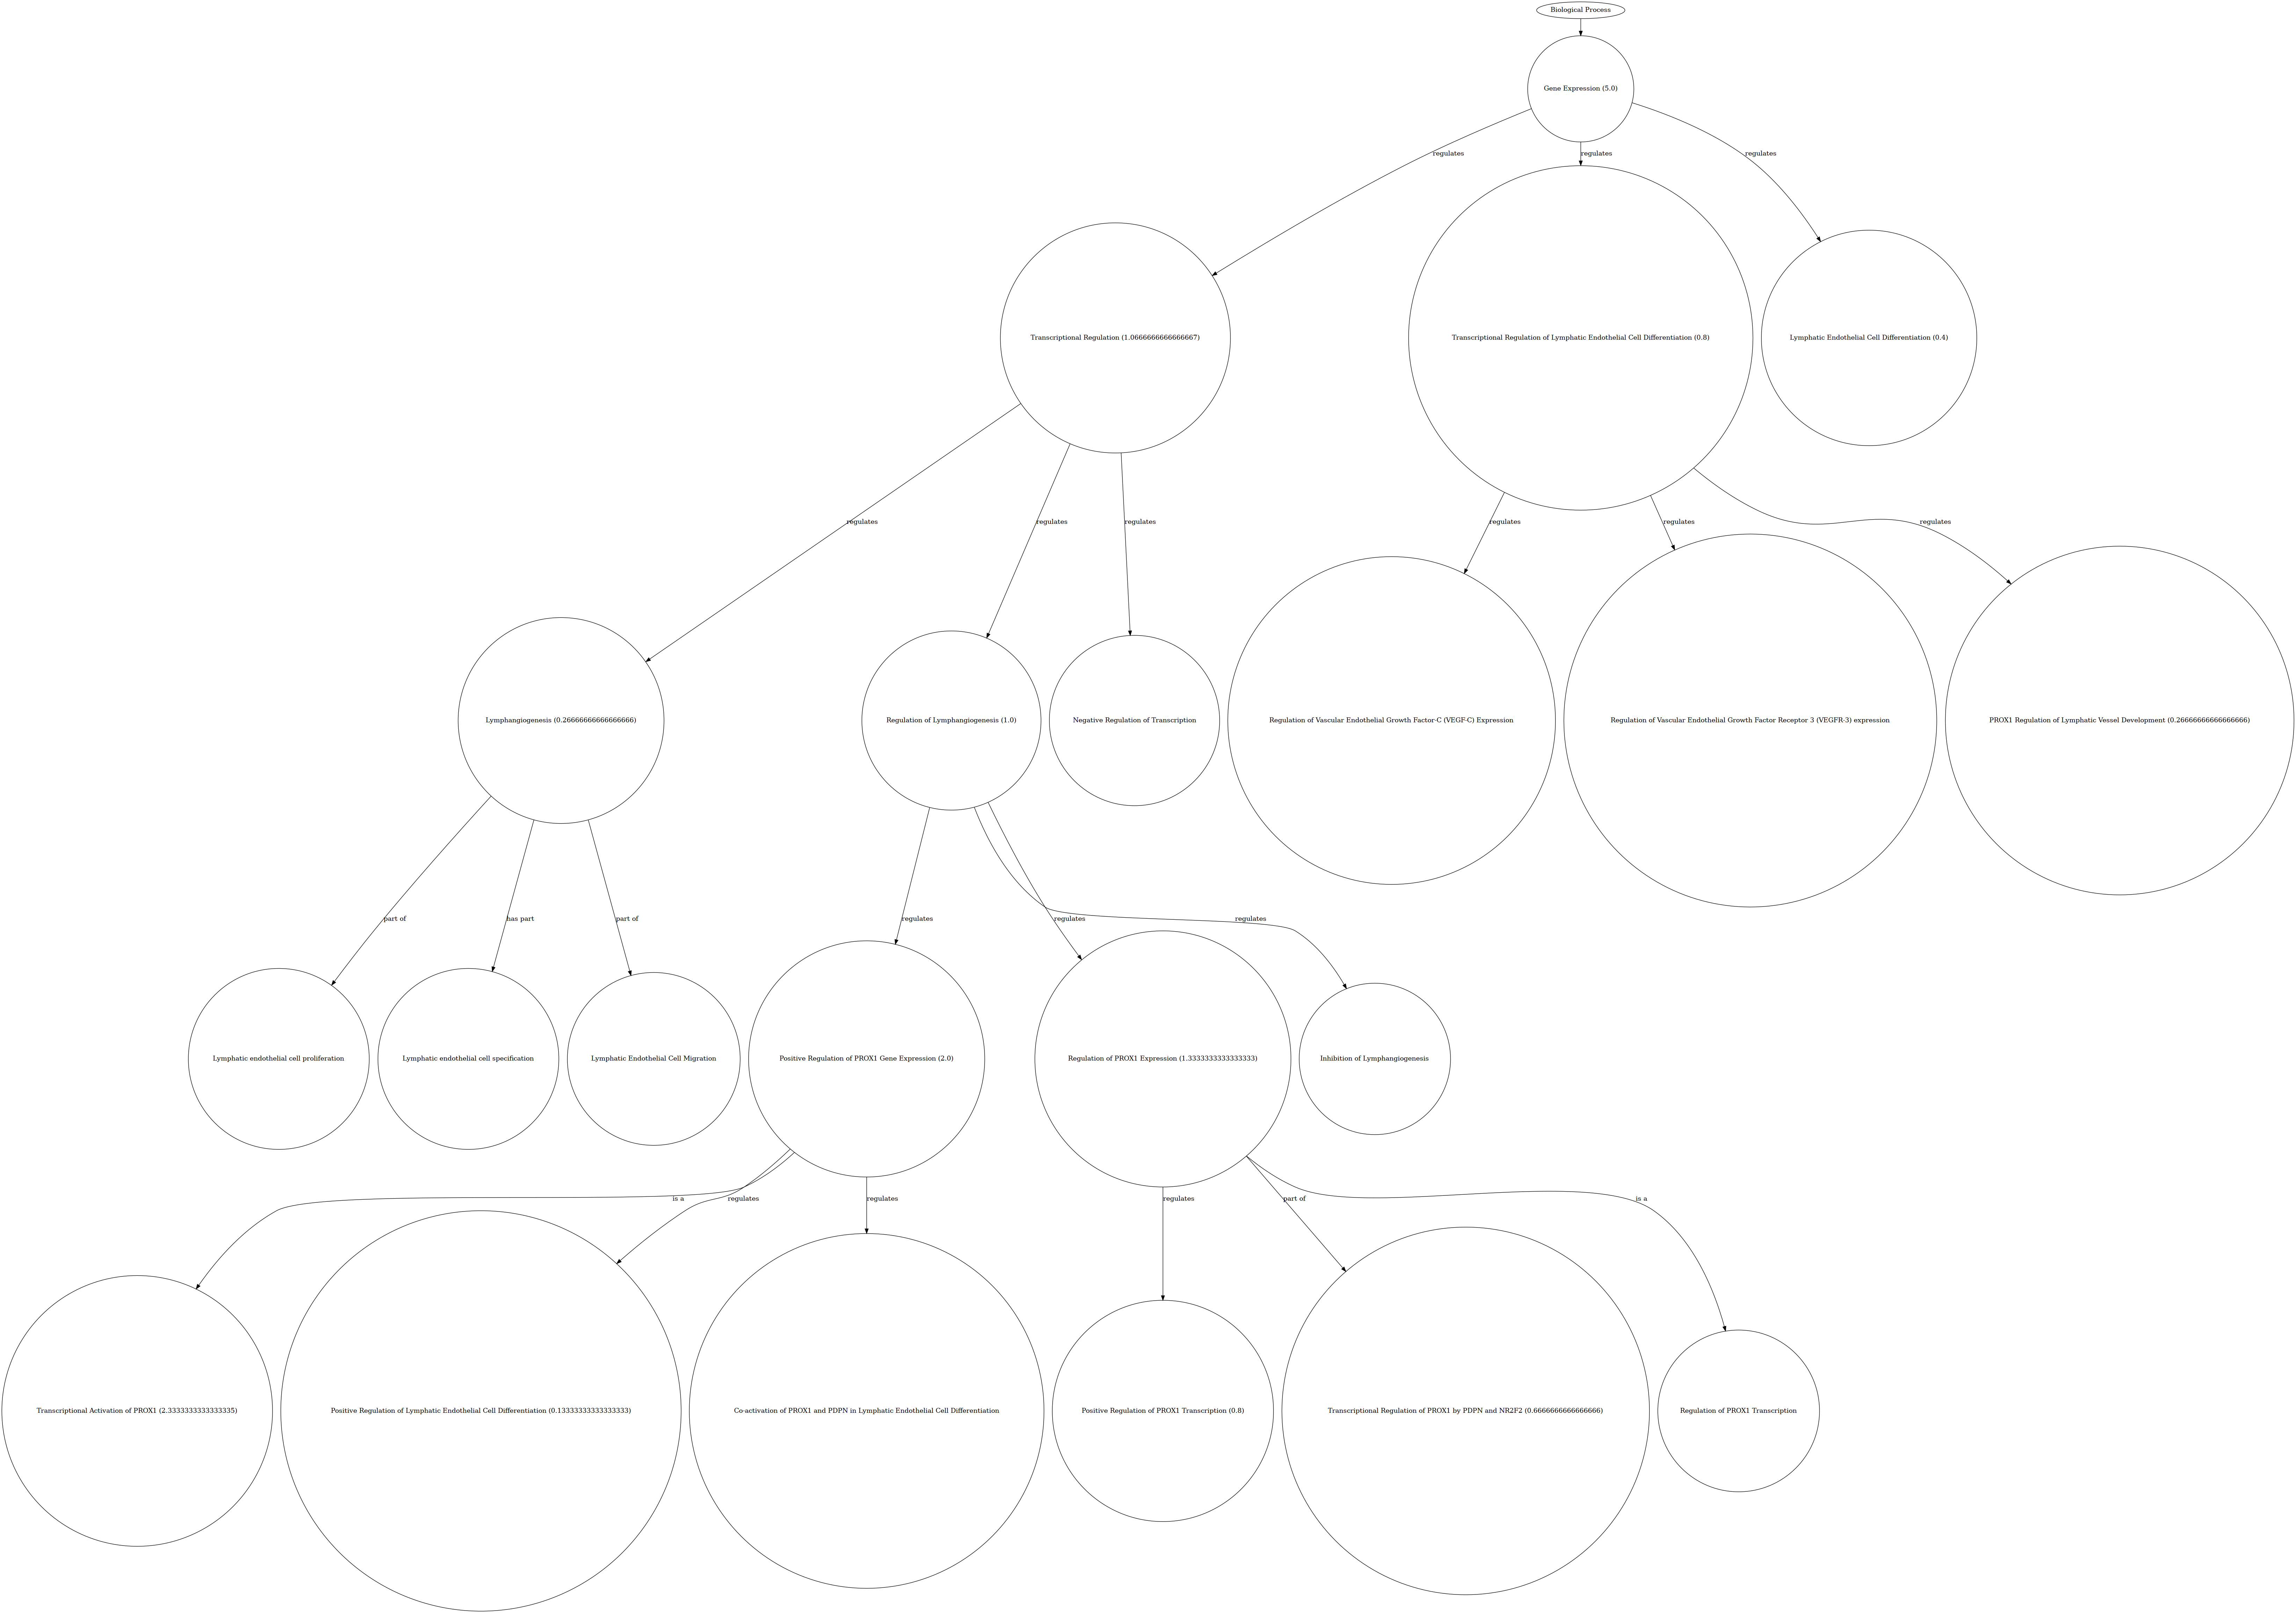 Biological Process
Gene Expression (5.0)
regulates
regulates
regulates
Transcriptional Regulation (1.0666666666666667)
Transcriptional Regulation of Lymphatic Endothelial Cell Differentiation (0.8)
Lymphatic Endothelial Cell Differentiation (0.4)
regulates
regulates
regulates
regulates
regulates
regulates
Lymphangiogenesis (0.26666666666666666)
Regulation of Lymphangiogenesis (1.0)
Negative Regulation of Transcription
Regulation of Vascular Endothelial Growth Factor-C (VEGF-C) Expression
Regulation of Vascular Endothelial Growth Factor Receptor 3 (VEGFR-3) expression
PROX1 Regulation of Lymphatic Vessel Development (0.26666666666666666)
part of
has part
part of
regulates
regulates
regulates
Lymphatic endothelial cell proliferation
Lymphatic endothelial cell specification
Lymphatic Endothelial Cell Migration
Positive Regulation of PROX1 Gene Expression (2.0)
Regulation of PROX1 Expression (1.3333333333333333)
Inhibition of Lymphangiogenesis
is a
regulates
regulates
regulates
part of
is a
Transcriptional Activation of PROX1 (2.3333333333333335)
Positive Regulation of Lymphatic Endothelial Cell Differentiation (0.13333333333333333)
Co-activation of PROX1 and PDPN in Lymphatic Endothelial Cell Differentiation
Positive Regulation of PROX1 Transcription (0.8)
Transcriptional Regulation of PROX1 by PDPN and NR2F2 (0.6666666666666666)
Regulation of PROX1 Transcription